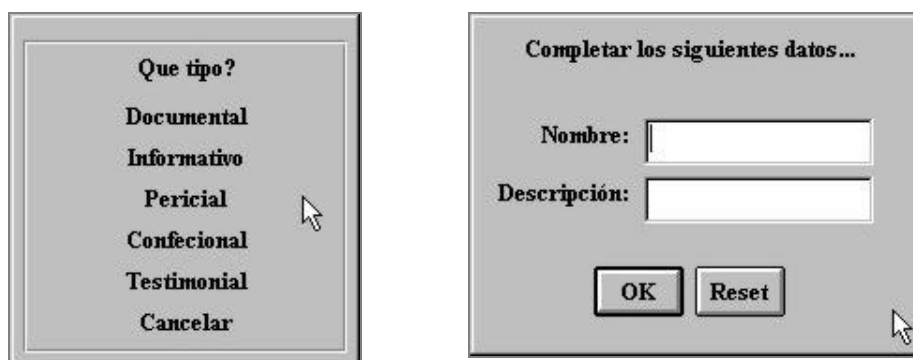 Que tipo?
Documental
Informativo
Pericial
Confecional
Testimonial
Cancelar
Completar los siguientes datos...
Nombre:
Descripción:
OK Reset